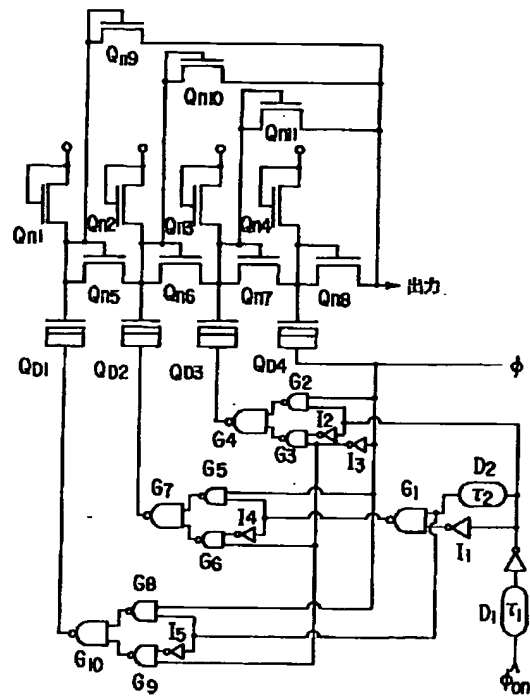 Qn9
Qn10
Qn11
Qn1
Qn2
Qn3
Qn4
Qn5
Qn6
Qn7
Qn8
出力
QD1
QD2
QD3
QD4
φ
G2
I2
G4
G3
I3
D2
τ2
G5
G7
I4
G1
G6
I1
G8
D1
τ1
I5
G10
G9
φon